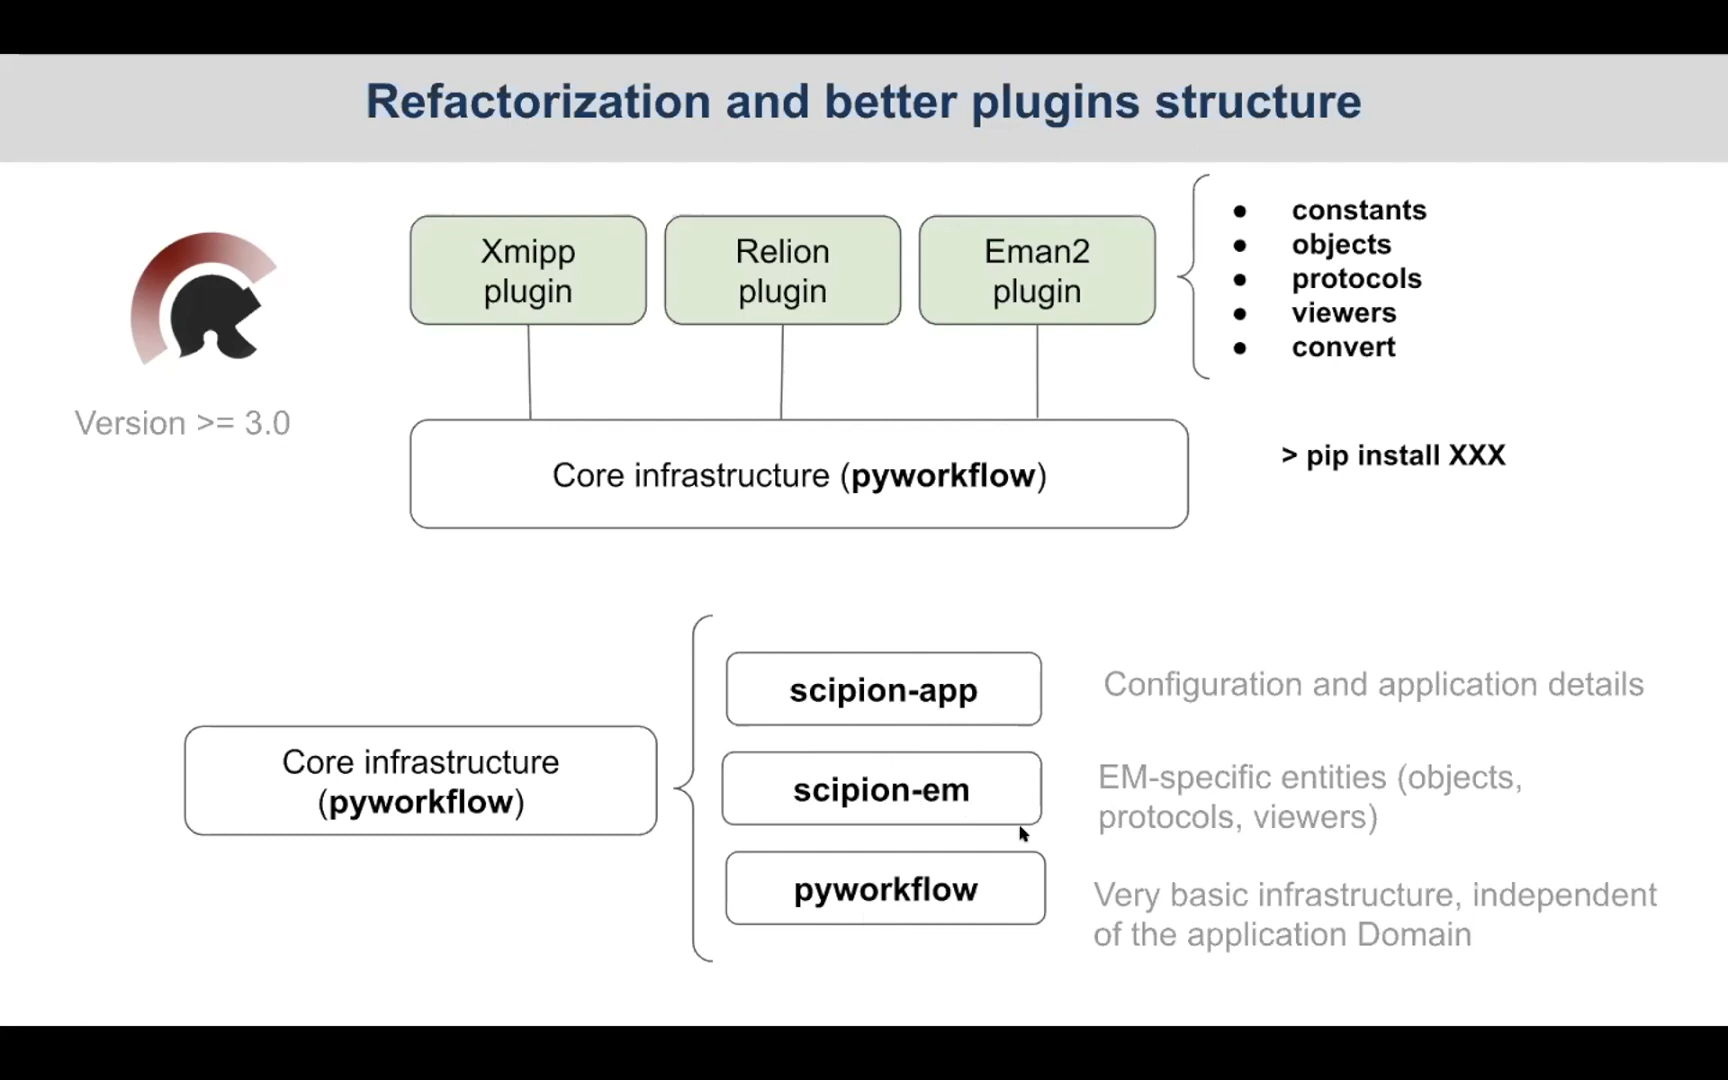 Refactorization and better plugins structure
Xmipp
plugin
Relion
plugin
Eman2
plugin
● constants
● objects
● protocols
● viewers
● convert
Version >= 3.0
Core infrastructure (pyworkflow)
> pip install XXX
Core infrastructure
(pyworkflow)
scipion-app
Configuration and application details
scipion-em
EM-specific entities (objects,
protocols, viewers)
pyworkflow
Very basic infrastructure, independent
of the application Domain